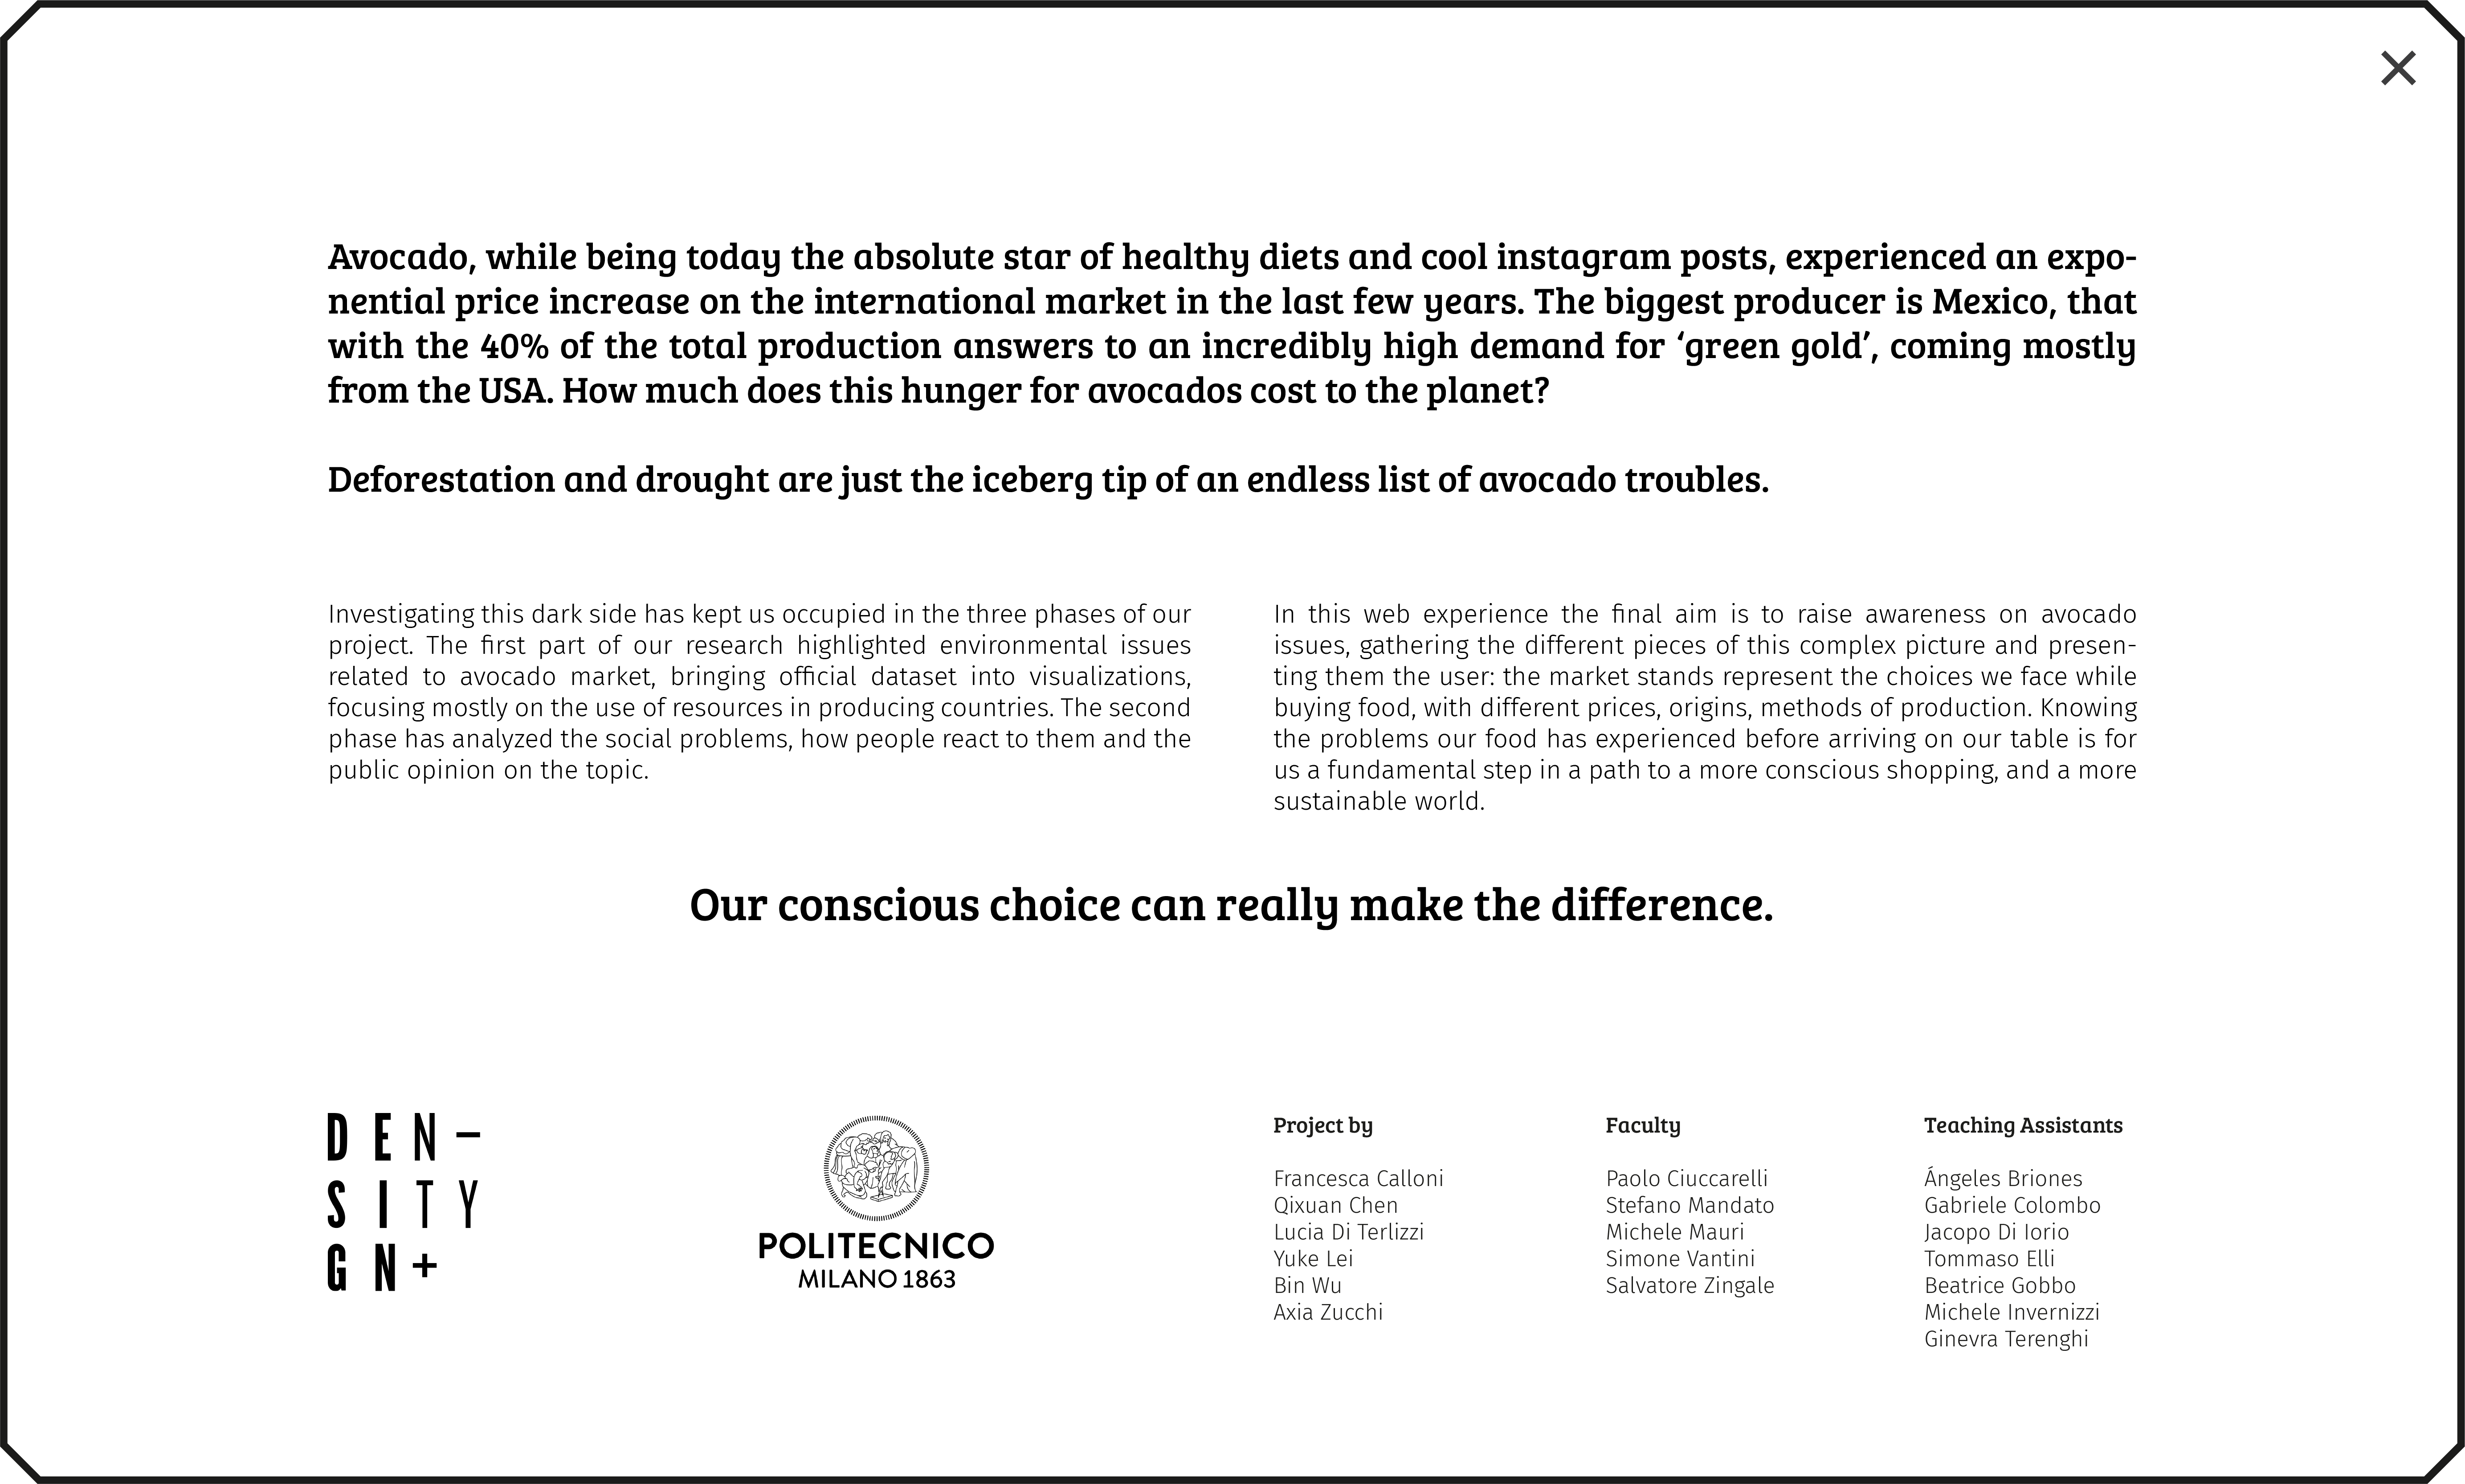 Avocado, while being today the absolute star of healthy diets and cool instagram posts, experienced an expo-
nential price increase on the international market in the last few years. The biggest producer is Mexico, that
with the 40% of the total production answers to an incredibly high demand for ‘green gold’, coming mostly
from the USA. How much does this hunger for avocados cost to the planet?
Deforestation and drought are just the iceberg tip of an endless list of avocado troubles.
Investigating this dark side has kept us occupied in the three phases of our
project. The first part of our research highlighted environmental issues
related to avocado market, bringing official dataset into visualizations,
focusing mostly on the use of resources in producing countries. The second
phase has analyzed the social problems, how people react to them and the
public opinion on the topic.
In this web experience the final aim is to raise awareness on avocado
issues, gathering the different pieces of this complex picture and presen-
ting them the user: the market stands represent the choices we face while
buying food, with different prices, origins, methods of production. Knowing
the problems our food has experienced before arriving on our table is for
us a fundamental step in a path to a more conscious shopping, and a more
sustainable world.
Our conscious choice can really make the difference.
DEN–
SITY
GN+
POLITECNICO
MILANO 1863
Project by
Francesca Calloni
Qixuan Chen
Lucia Di Terlizzi
Yuke Lei
Bin Wu
Axia Zucchi
Faculty
Paolo Ciuccarelli
Stefano Mandato
Michele Mauri
Simone Vantini
Salvatore Zingale
Teaching Assistants
Ángeles Briones
Gabriele Colombo
Jacopo Di Iorio
Tommaso Elli
Beatrice Gobbo
Michele Invernizzi
Ginevra Terenghi